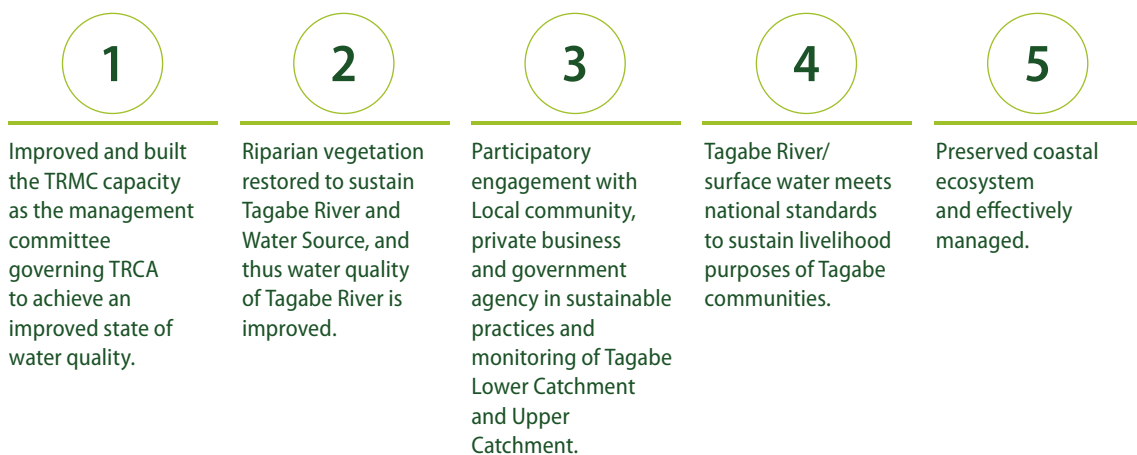 1
Improved and built
the TRMC capacity
as the management
committee
governing TRCA
to achieve an
improved state of
water quality.
2
Riparian vegetation
restored to sustain
Tagabe River and
Water Source, and
thus water quality
of Tagabe River is
improved.
3
Participatory
engagement with
Local community,
private business
and government
agency in sustainable
practices and
monitoring of Tagabe
Lower Catchment
and Upper
Catchment.
4
Tagabe River/
surface water meets
national standards
to sustain livelihood
purposes of Tagabe
communities.
5
Preserved coastal
ecosystem
and effectively
managed.